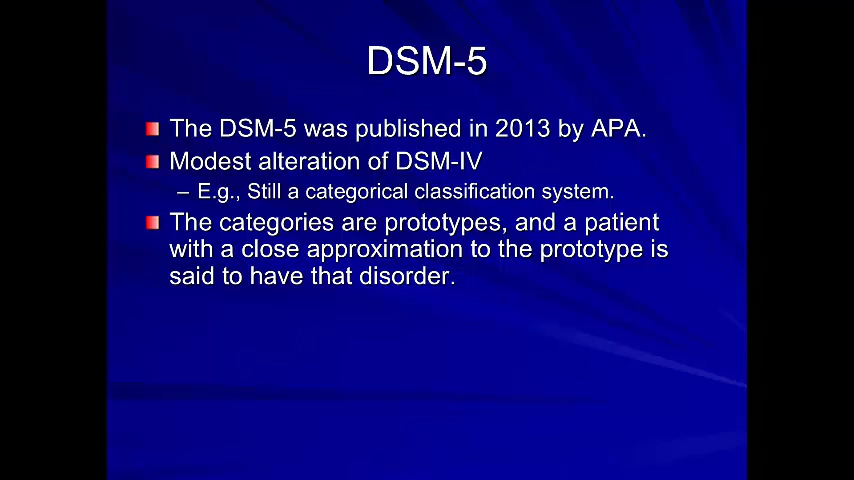 DSM-5
The DSM-5 was published in 2013 by APA.
Modest alteration of DSM-IV
– E.g., Still a categorical classification system.
The categories are prototypes, and a patient
with a close approximation to the prototype is
said to have that disorder.